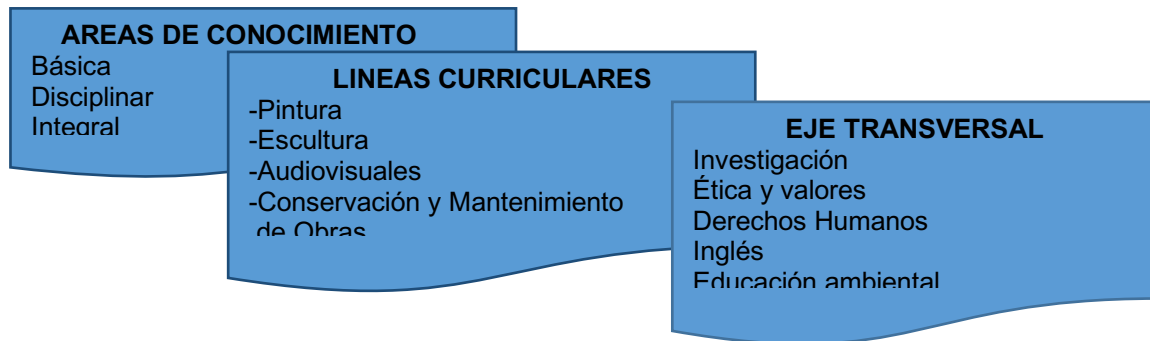 AREAS DE CONOCIMIENTO
Básica
Disciplinar
Integral
LINEAS CURRICULARES
-Pintura
-Escultura
-Audiovisuales
-Conservación y Mantenimiento
de Obras
EJE TRANSVERSAL
Investigación
Ética y valores
Derechos Humanos
Inglés
Educación ambiental